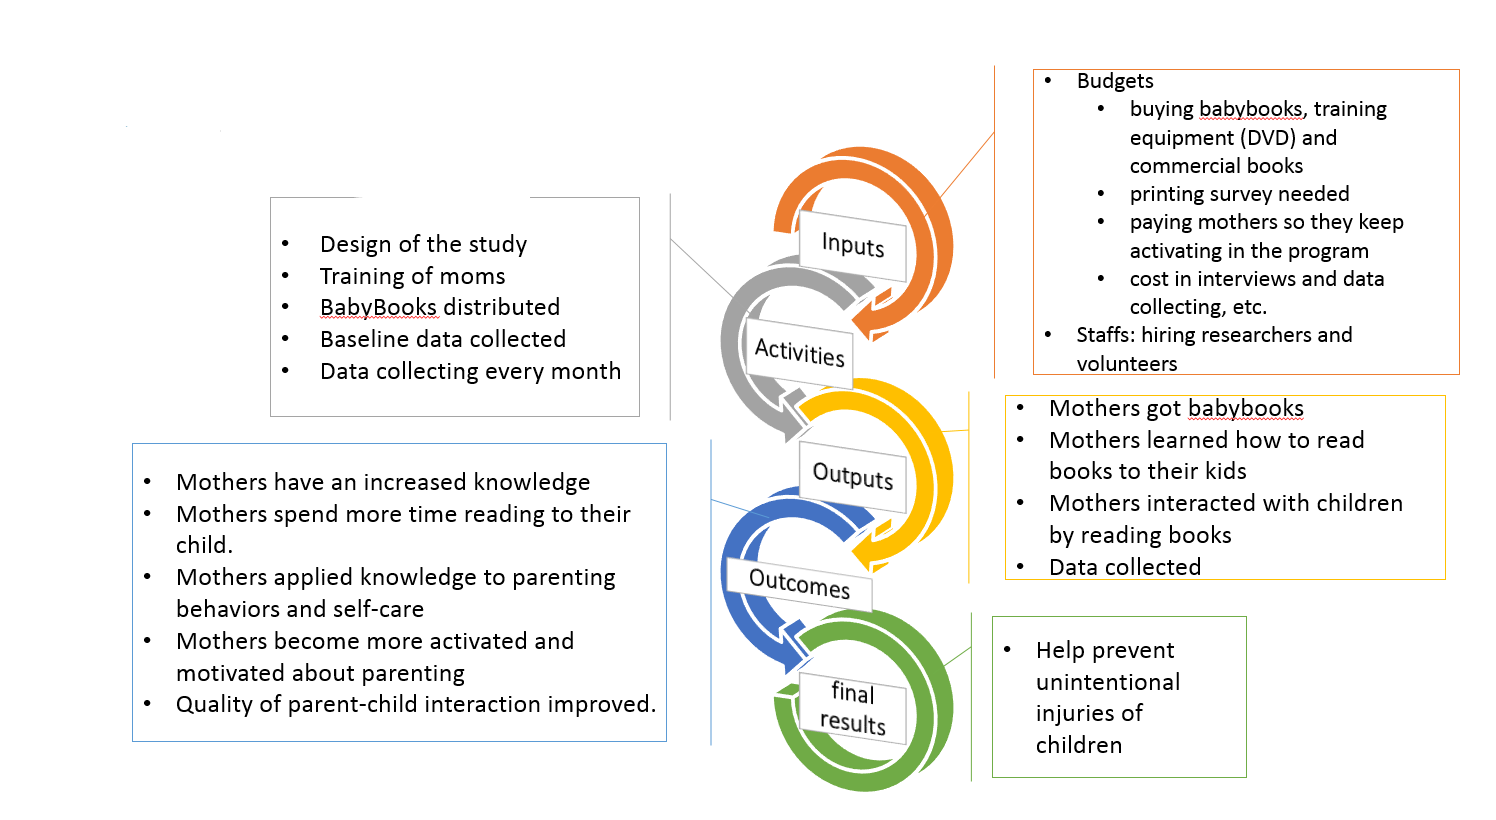 Inputs
• Budgets
• buying babybooks, training
equipment (DVD) and
commercial books
• printing survey needed
• paying mothers so they keep
activating in the program
• cost in interviews and data
collecting, etc.
• Staffs: hiring researchers and
volunteers
Activities
• Design of the study
• Training of moms
• BabyBooks distributed
• Baseline data collected
• Data collecting every month
Outputs
• Mothers got babybooks
• Mothers learned how to read
books to their kids
• Mothers interacted with children
by reading books
• Data collected
Outcomes
• Mothers have an increased knowledge
• Mothers spend more time reading to their
child.
• Mothers applied knowledge to parenting
behaviors and self-care
• Mothers become more activated and
motivated about parenting
• Quality of parent-child interaction improved.
final
results
• Help prevent
unintentional
injuries of
children